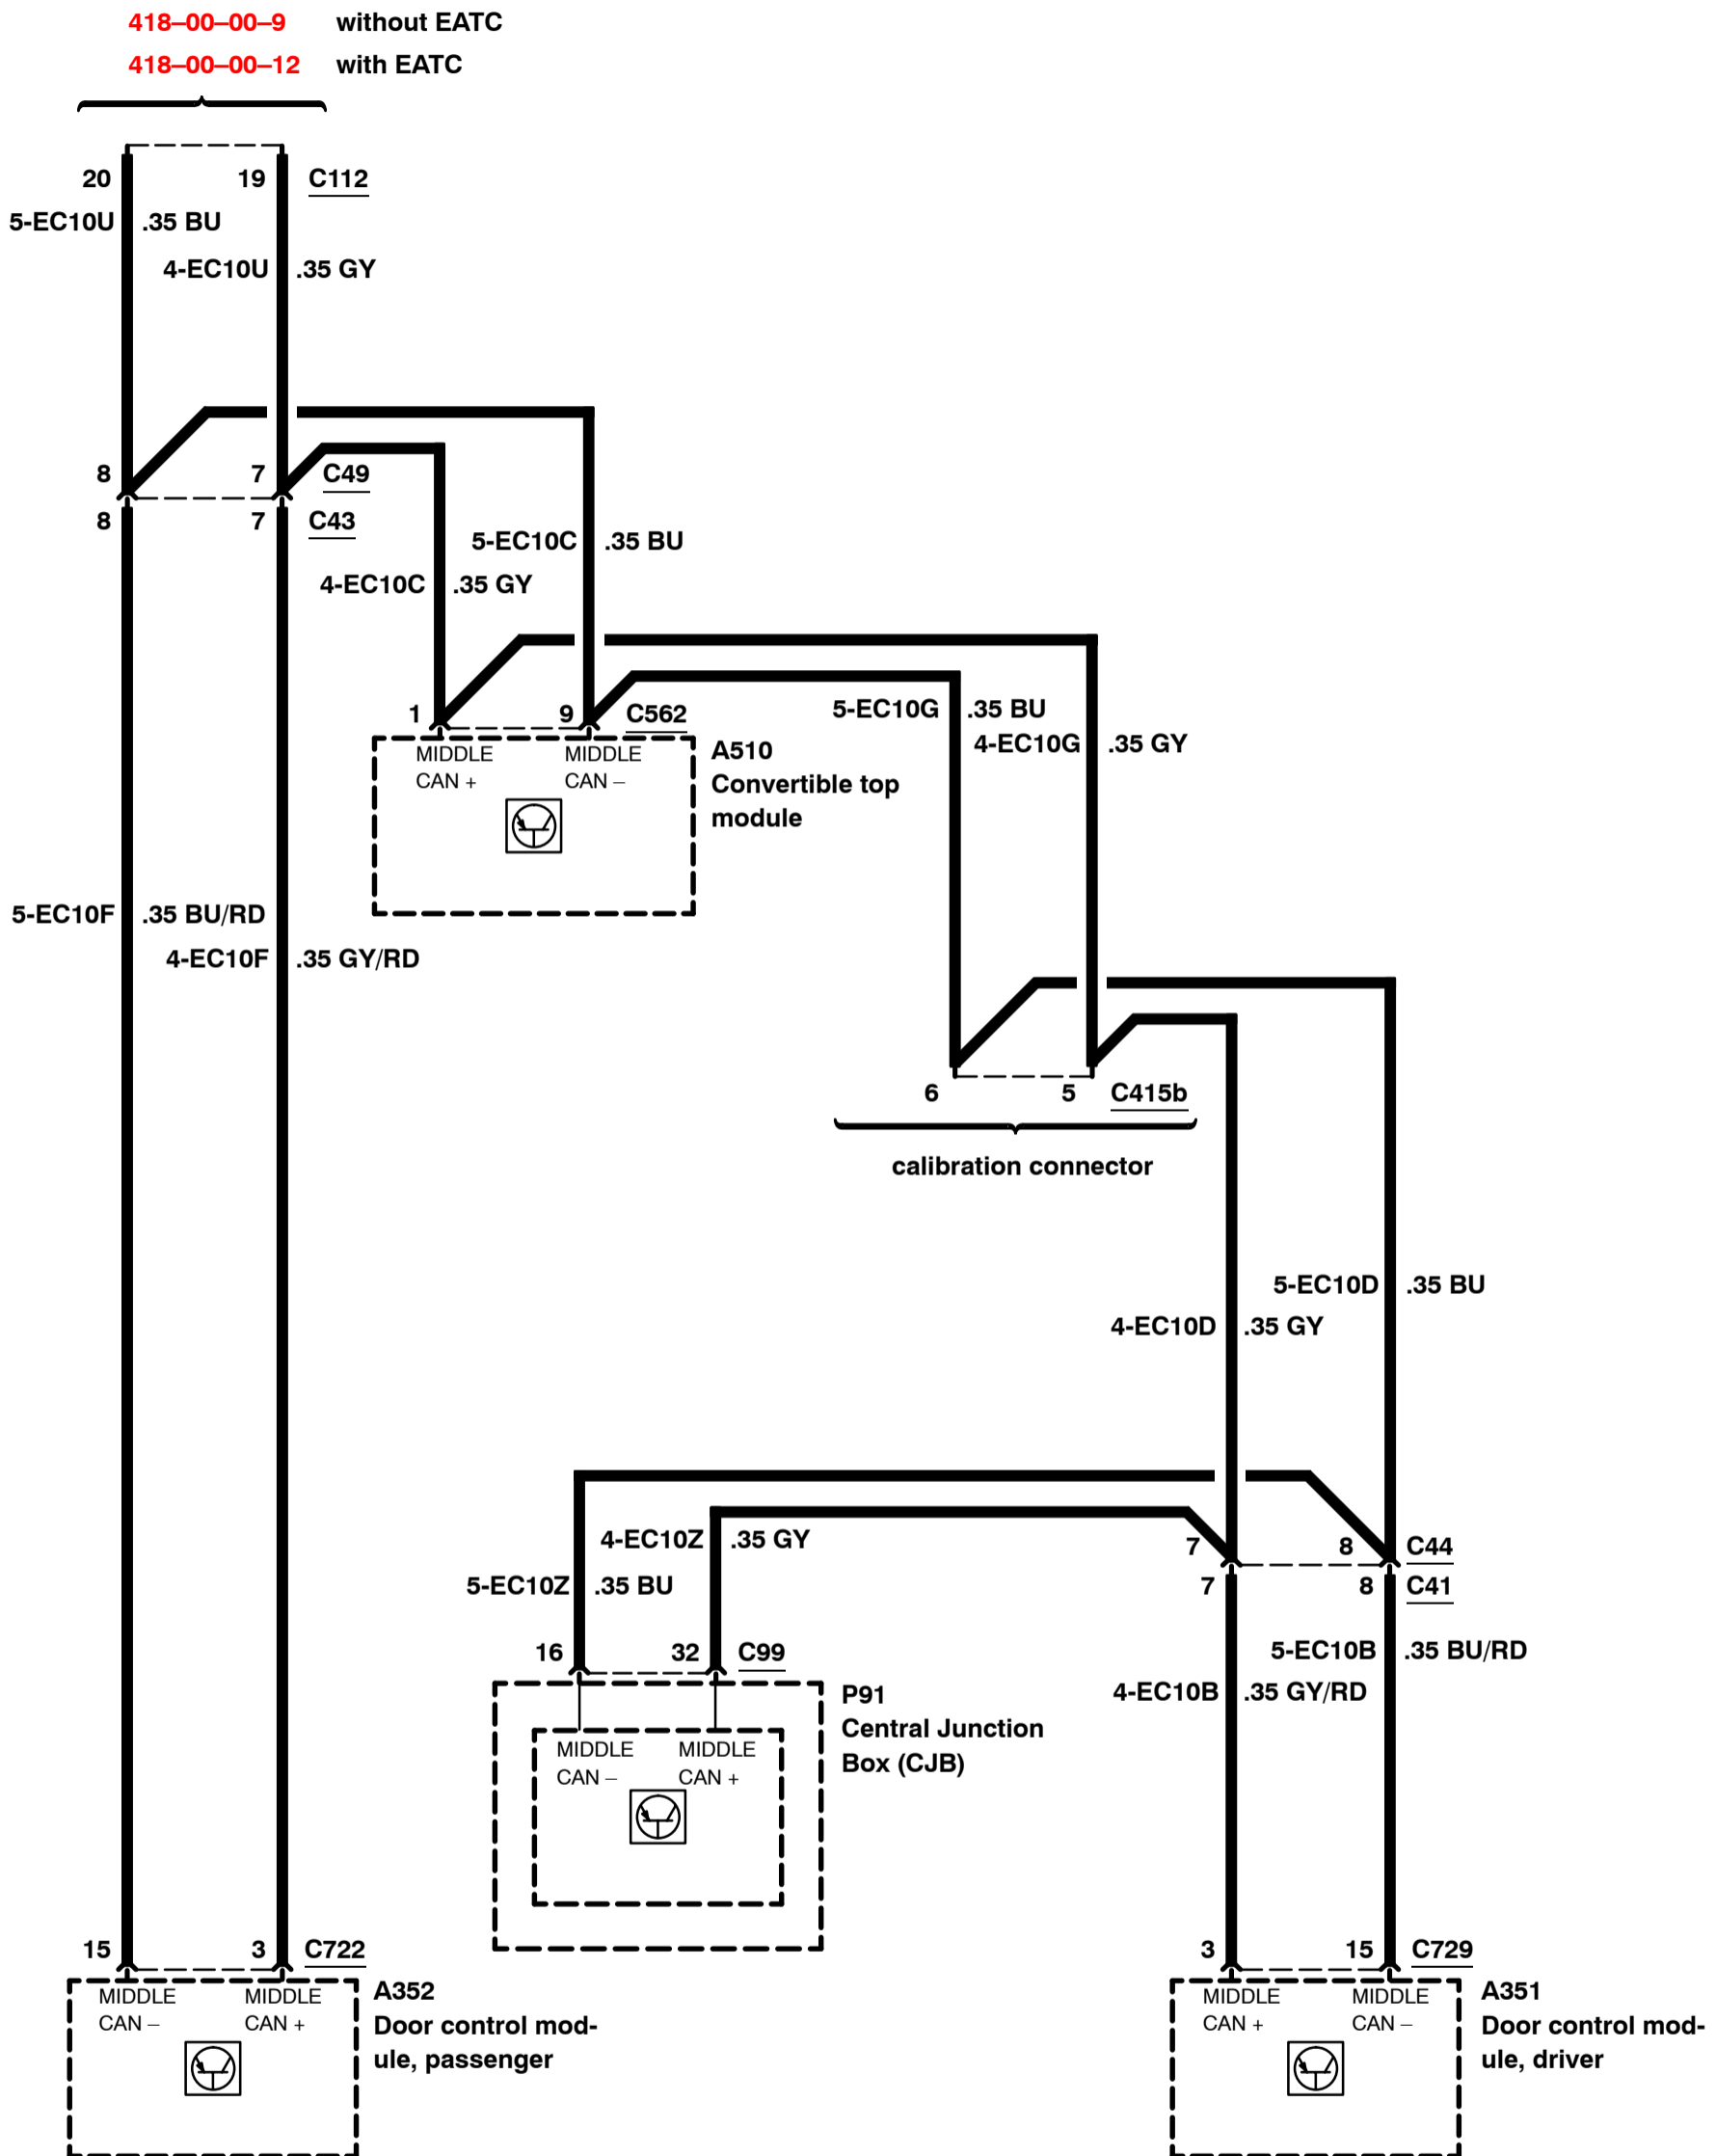 418–00–00–9 without EATC
418–00–00–12 with EATC
20 19 C112
5-EC10U .35 BU
4-EC10U .35 GY
8 7 C49
8 7 C43
5-EC10C .35 BU
4-EC10C .35 GY
1 9 C562
5-EC10G .35 BU
4-EC10G .35 GY
MIDDLE MIDDLE
CAN + CAN –
A510
Convertible top
module
5-EC10F .35 BU/RD
4-EC10F .35 GY/RD
6 5 C415b
calibration connector
5-EC10D .35 BU
4-EC10D .35 GY
4-EC10Z .35 GY
5-EC10Z .35 BU
7 8 C44
7 8 C41
16 32 C99
5-EC10B .35 BU/RD
4-EC10B .35 GY/RD
P91
Central Junction
Box (CJB)
MIDDLE MIDDLE
CAN – CAN +
15 3 C722
MIDDLE MIDDLE
CAN – CAN +
A352
Door control mod-
ule, passenger
3 15 C729
MIDDLE MIDDLE
CAN + CAN –
A351
Door control mod-
ule, driver